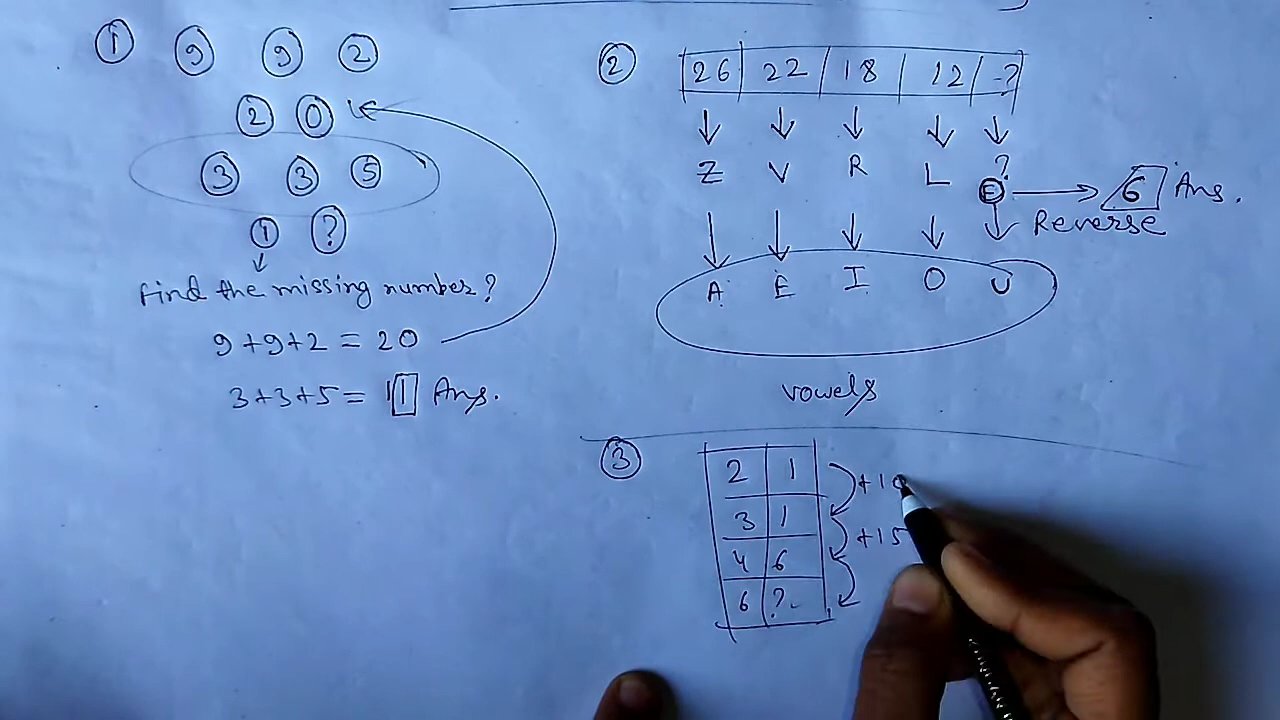 ① 9 9 2
2 0
3 3 5
1 ?
Find the missing number?
9+9+2 = 20
3+3+5 = 11 Ans.
② 26 22 18 12 ?
Z V R L ?
E → 6 Ans.
Reverse
A E I O U
vowels
③ 2 1
+10
3 1
+15
4 6
6 ?